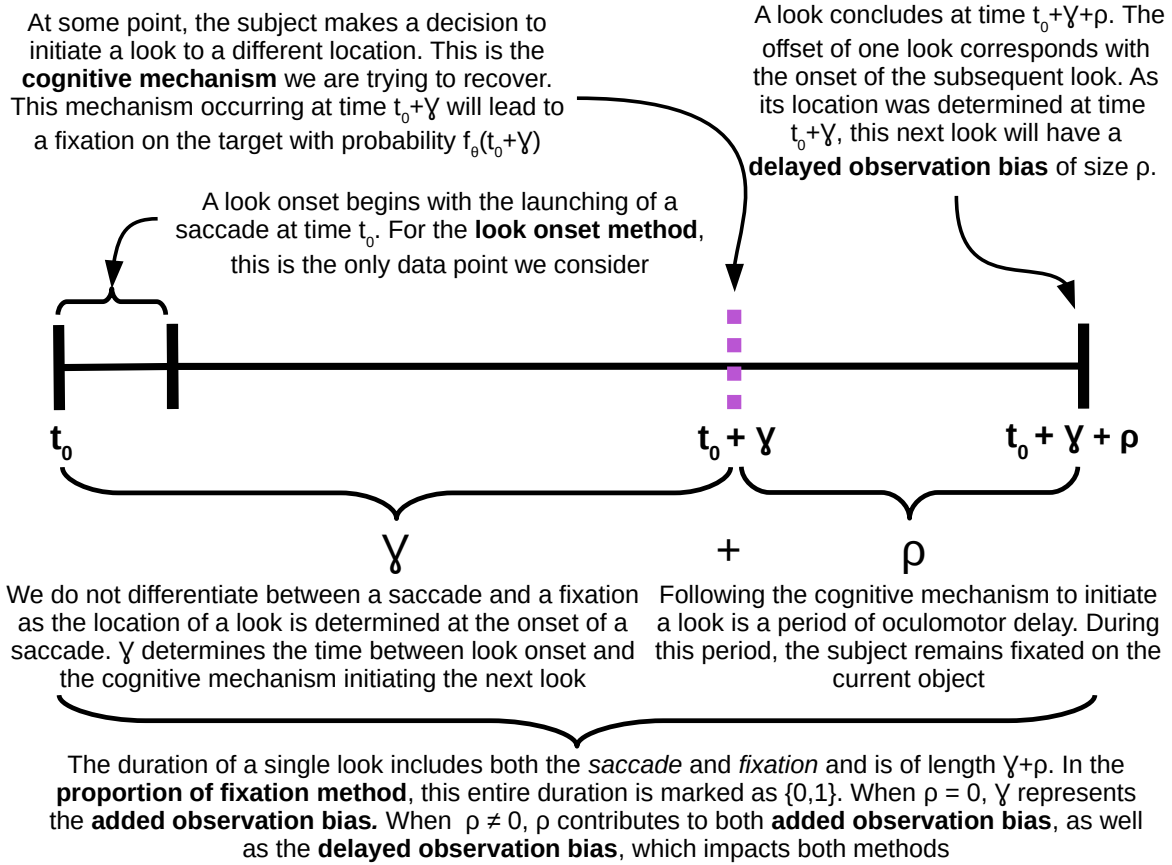 At some point, the subject makes a decision to
initiate a look to a different location. This is the
cognitive mechanism we are trying to recover.
This mechanism occurring at time t₀+Ɣ will lead to
a fixation on the target with probability fθ(t₀+Ɣ)
A look concludes at time t₀+Ɣ+ρ. The
offset of one look corresponds with
the onset of the subsequent look. As
its location was determined at time
t₀+Ɣ, this next look will have a
delayed observation bias of size ρ.
A look onset begins with the launching of a
saccade at time t₀. For the look onset method,
this is the only data point we consider
t₀
t₀ + Ɣ
t₀ + Ɣ + ρ
Ɣ
+
ρ
We do not differentiate between a saccade and a fixation
as the location of a look is determined at the onset of a
saccade. Ɣ determines the time between look onset and
the cognitive mechanism initiating the next look
Following the cognitive mechanism to initiate
a look is a period of oculomotor delay. During
this period, the subject remains fixated on the
current object
The duration of a single look includes both the saccade and fixation and is of length Ɣ+ρ. In the
proportion of fixation method, this entire duration is marked as {0,1}. When ρ = 0, Ɣ represents
the added observation bias. When ρ ≠ 0, ρ contributes to both added observation bias, as well
as the delayed observation bias, which impacts both methods